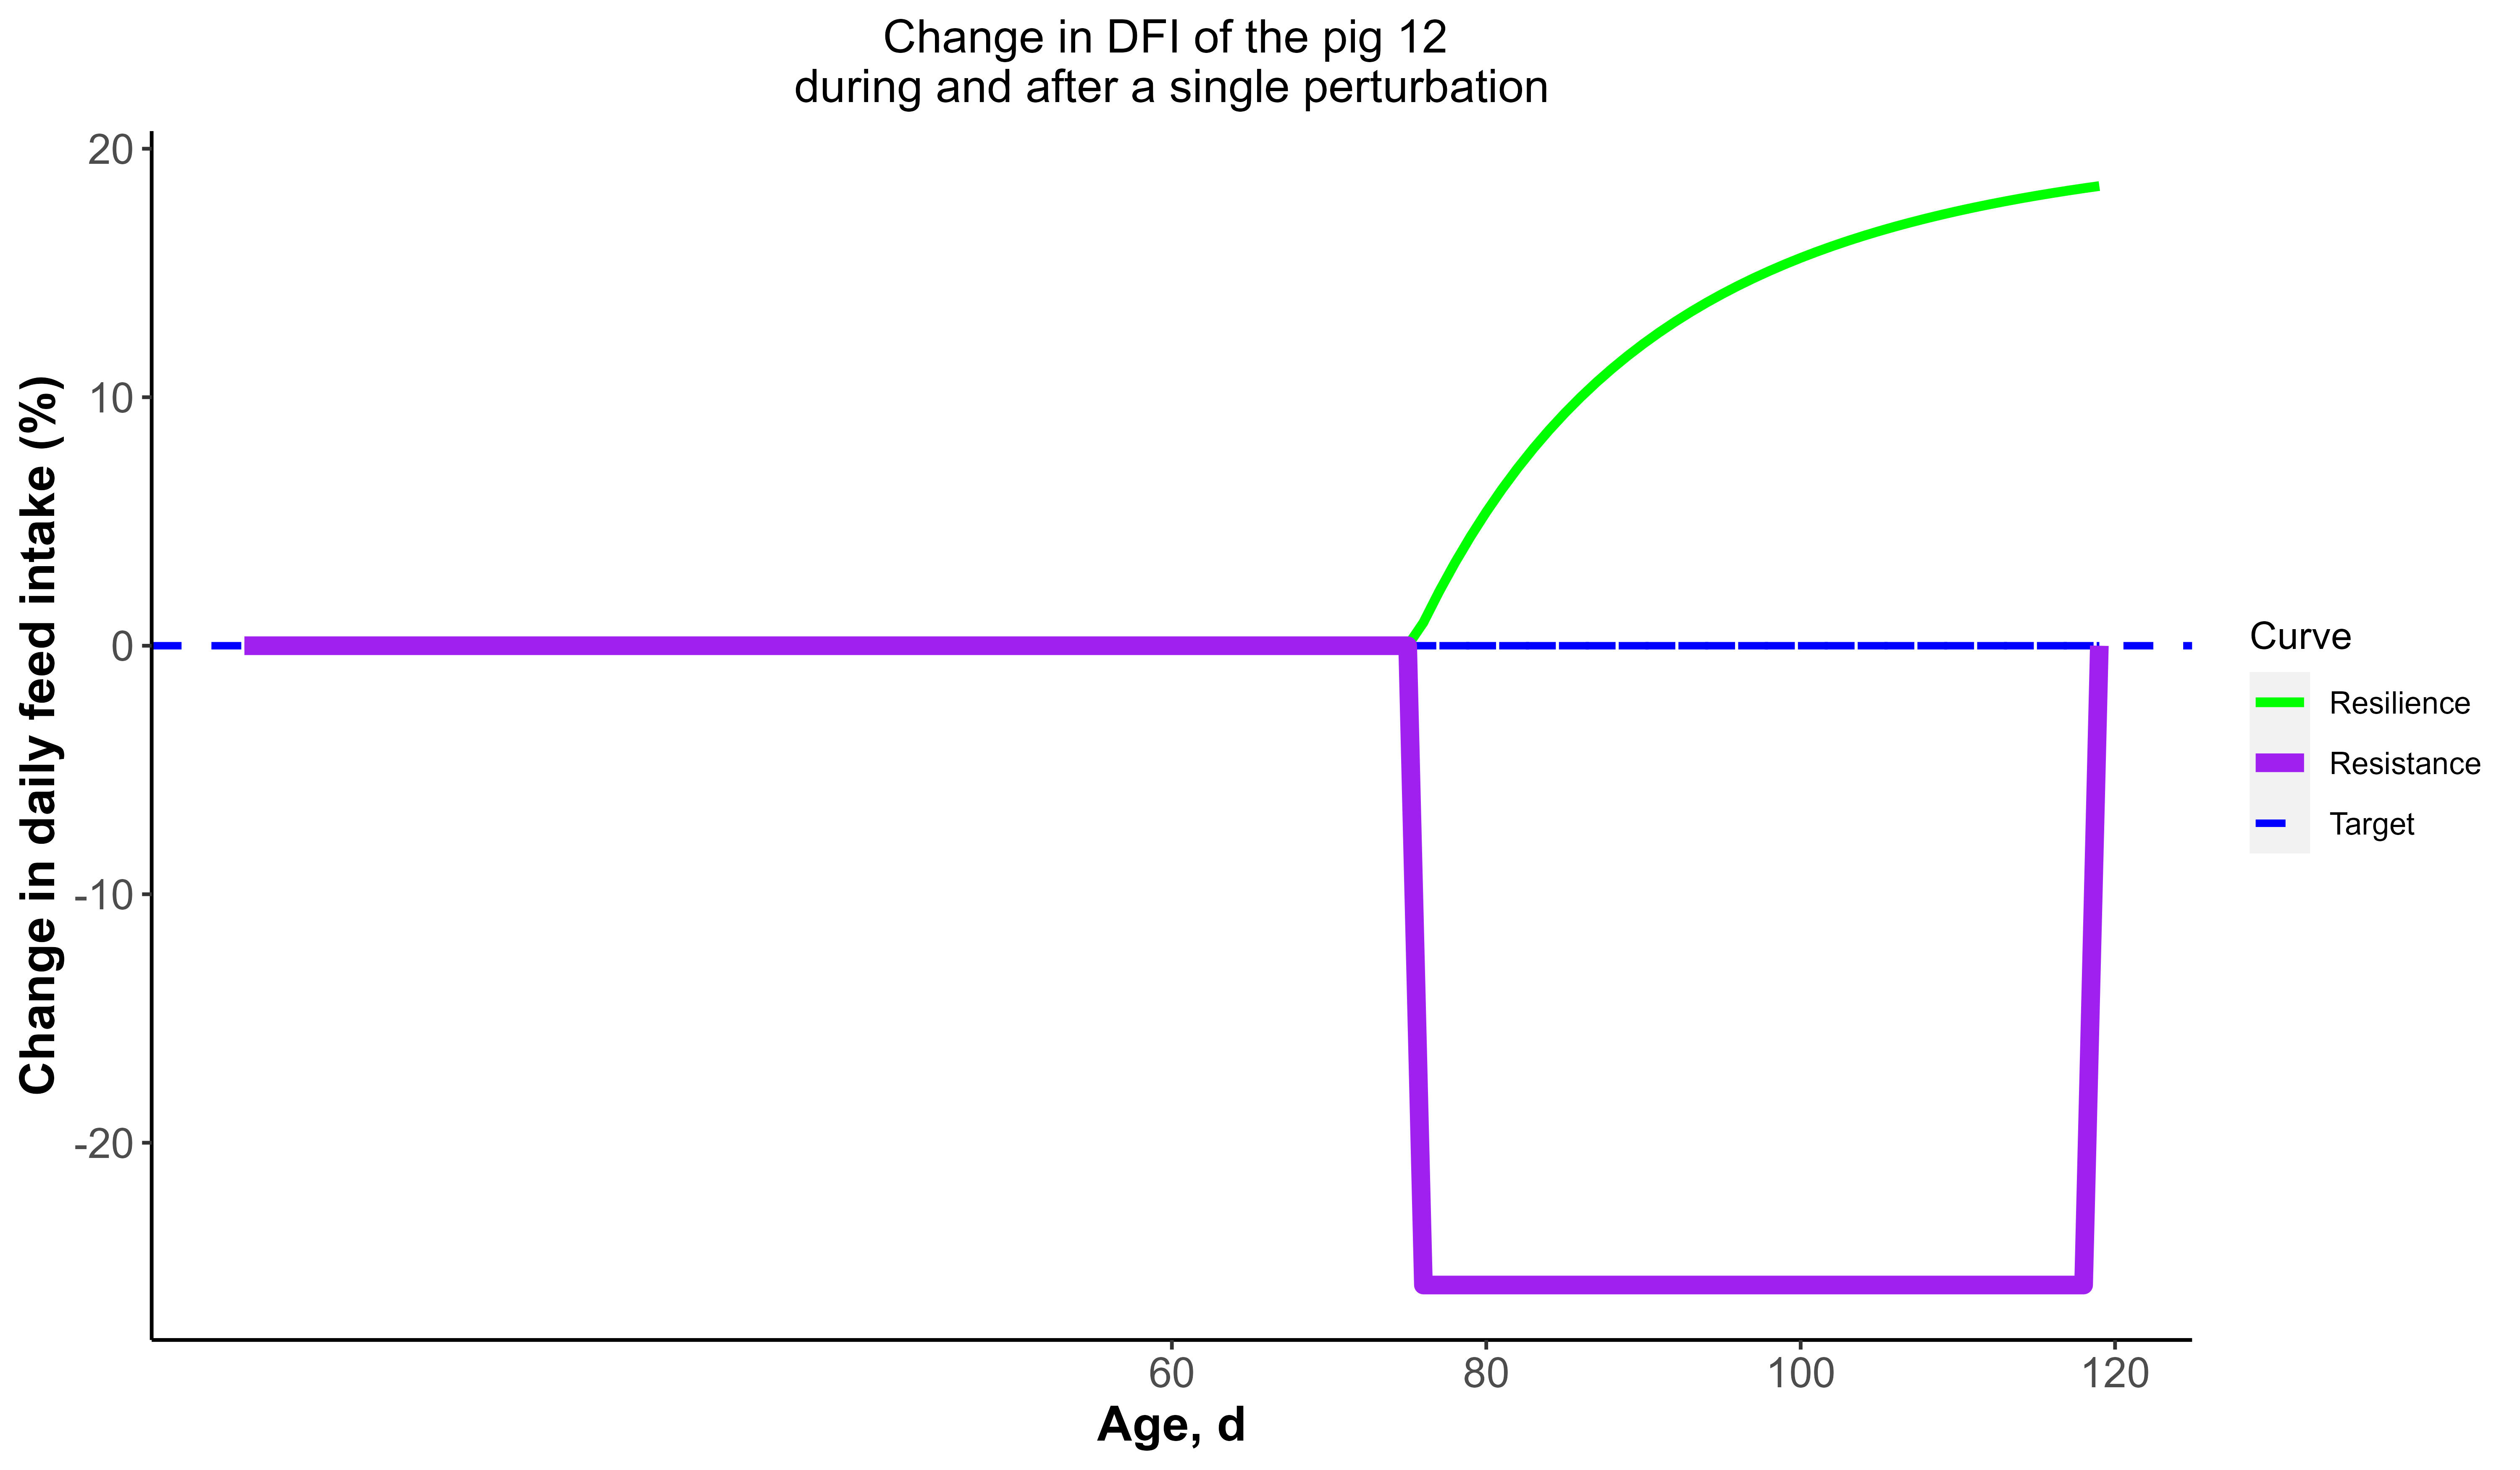 Change in DFI of the pig 12
during and after a single perturbation
Change in daily feed intake (%)
20
10
0
-10
-20
60
80
100
120
Age, d
Curve
Resilience
Resistance
Target